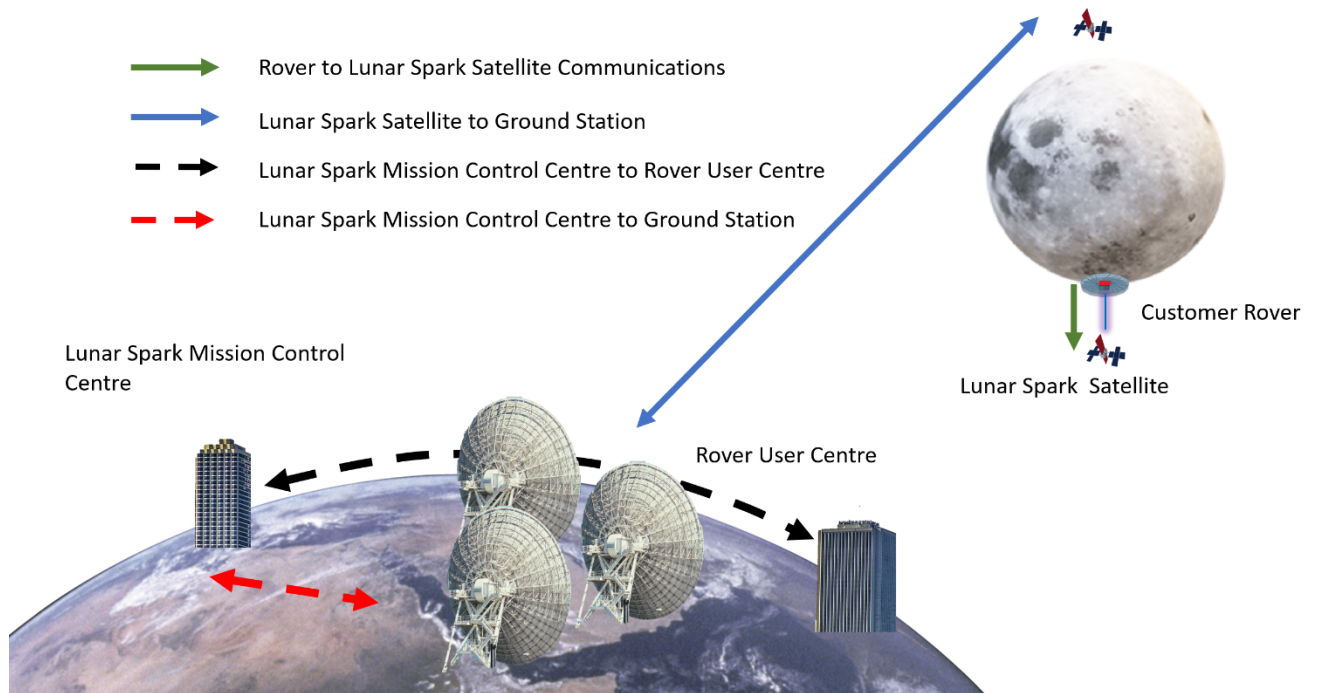 Rover to Lunar Spark Satellite Communications
Lunar Spark Satellite to Ground Station
Lunar Spark Mission Control Centre to Rover User Centre
Lunar Spark Mission Control Centre to Ground Station
Customer Rover
Lunar Spark Mission Control
Centre
Lunar Spark Satellite
Rover User Centre